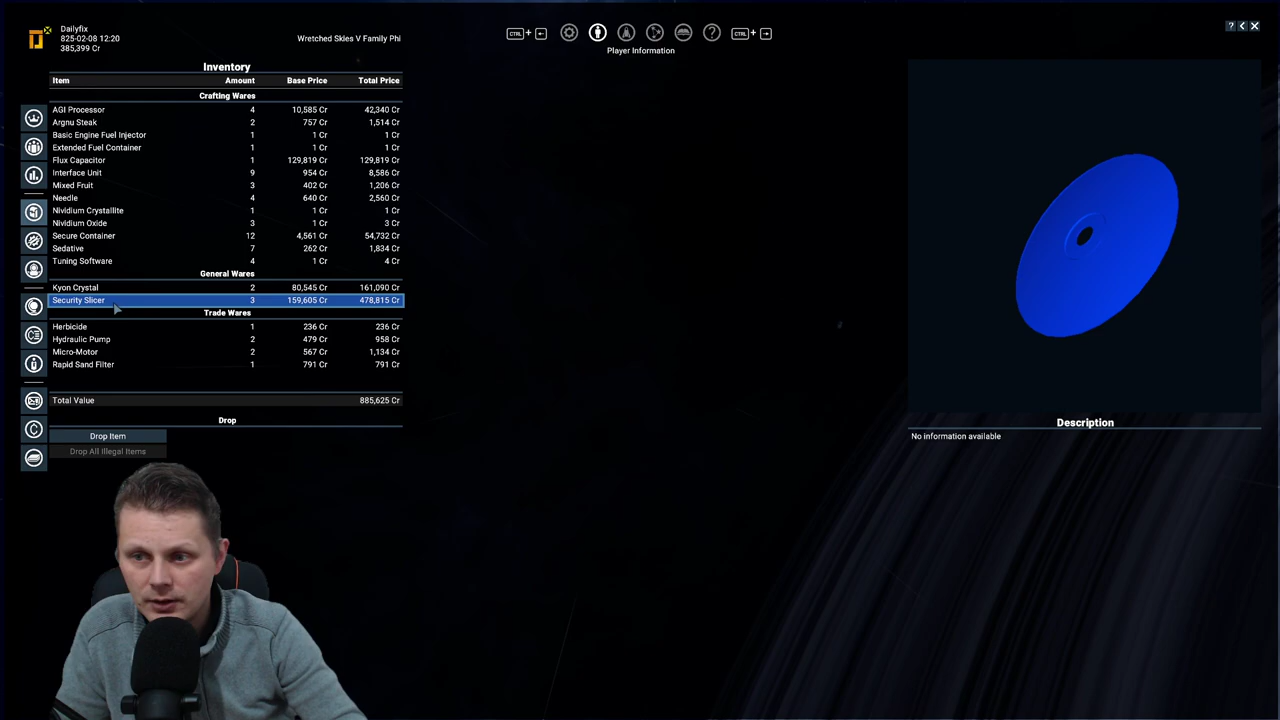 Dailyfix
825-02-08 12:20
385,399 Cr
Wretched Skies V Family Phi
CTRL + ←
? CTRL + →
Player Information
? < X
Inventory
Item Amount Base Price Total Price
Crafting Wares
AGI Processor 4 10,585 Cr 42,340 Cr
Argnu Steak 2 757 Cr 1,514 Cr
Basic Engine Fuel Injector 1 1 Cr 1 Cr
Extended Fuel Container 1 1 Cr 1 Cr
Flux Capacitor 1 129,819 Cr 129,819 Cr
Interface Unit 9 954 Cr 8,586 Cr
Mixed Fruit 3 402 Cr 1,206 Cr
Needle 4 640 Cr 2,560 Cr
Nividium Crystallite 1 1 Cr 1 Cr
Nividium Oxide 3 1 Cr 3 Cr
Secure Container 12 4,561 Cr 54,732 Cr
Sedative 7 262 Cr 1,834 Cr
Tuning Software 4 1 Cr 4 Cr
General Wares
Kyon Crystal 2 80,545 Cr 161,090 Cr
Security Slicer 3 159,605 Cr 478,815 Cr
Trade Wares
Herbicide 1 236 Cr 236 Cr
Hydraulic Pump 2 479 Cr 958 Cr
Micro-Motor 2 567 Cr 1,134 Cr
Rapid Sand Filter 1 791 Cr 791 Cr
Total Value 885,625 Cr
Drop
Drop Item
Drop All Illegal Items
Description
No information available